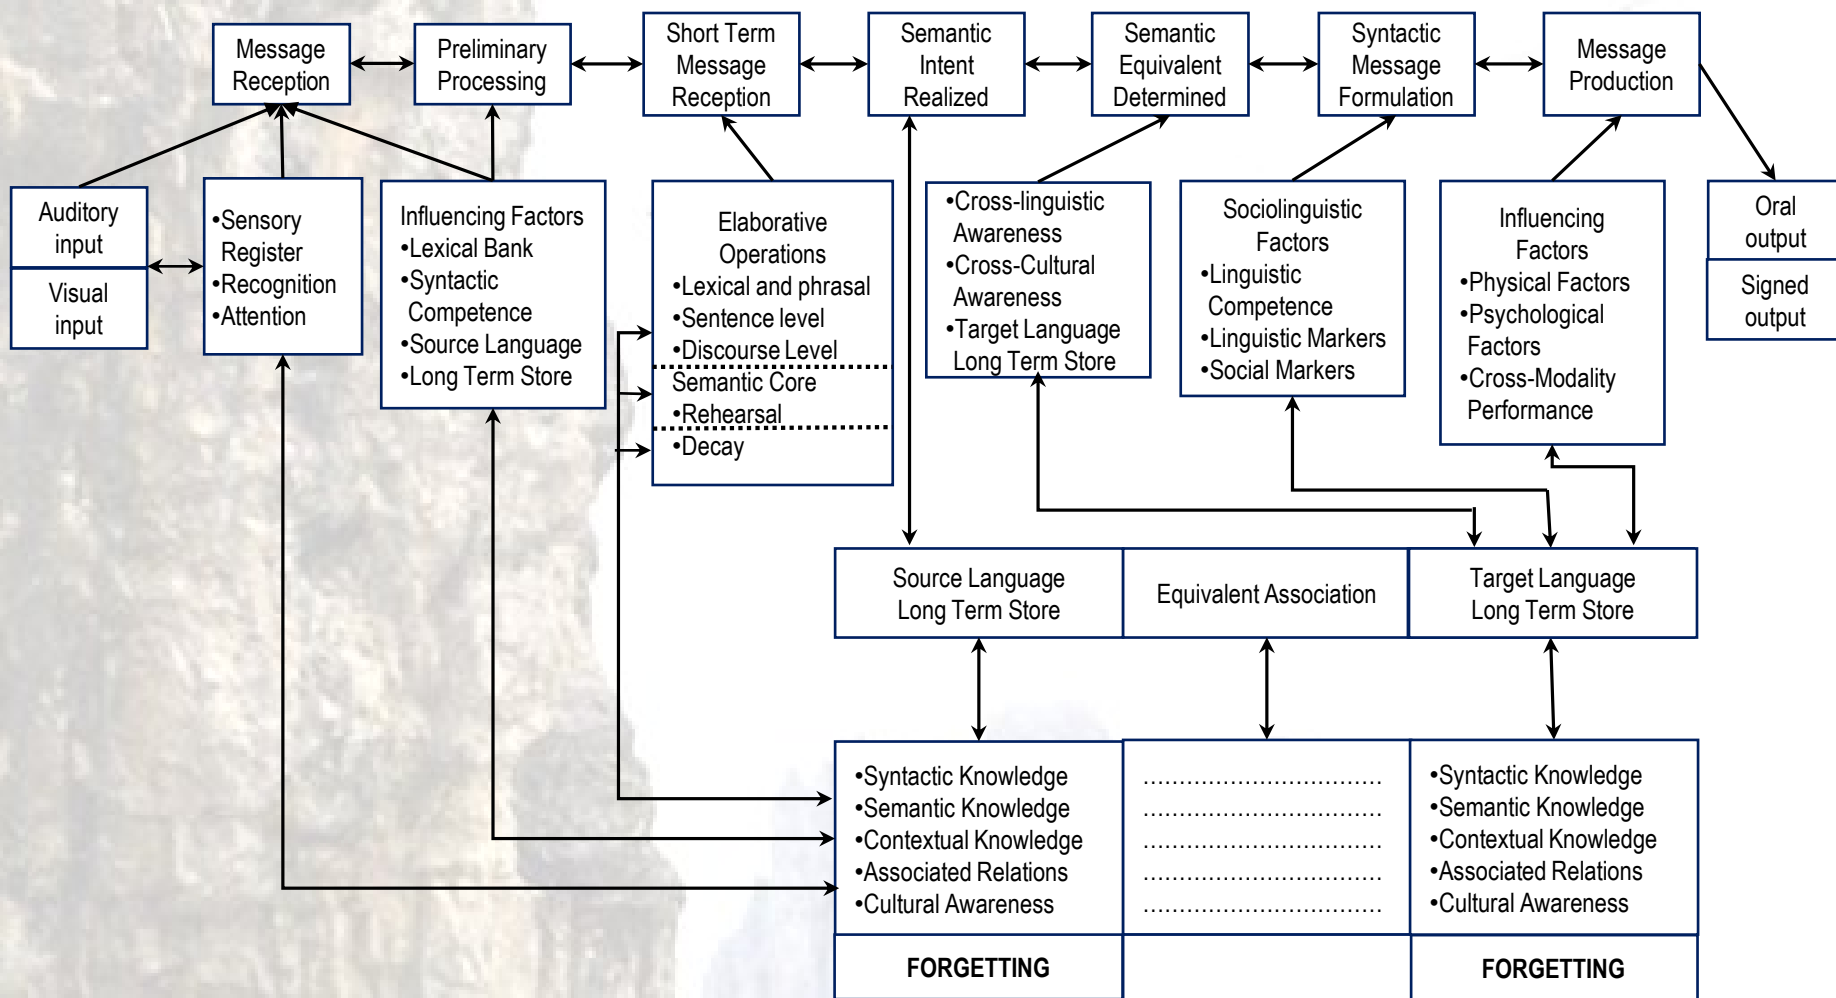 Message
Reception
Preliminary
Processing
Short Term
Message
Reception
Semantic
Intent
Realized
Semantic
Equivalent
Determined
Syntactic
Message
Formulation
Message
Production
Auditory
input
Visual
input
•Sensory
Register
•Recognition
•Attention
Influencing Factors
•Lexical Bank
•Syntactic
Competence
•Source Language
•Long Term Store
Elaborative
Operations
•Lexical and phrasal
•Sentence level
•Discourse Level
Semantic Core
•Rehearsal
•Decay
•Cross-linguistic
Awareness
•Cross-Cultural
Awareness
•Target Language
Long Term Store
Sociolinguistic
Factors
•Linguistic
Competence
•Linguistic Markers
•Social Markers
Influencing
Factors
•Physical Factors
•Psychological
Factors
•Cross-Modality
Performance
Oral
output
Signed
output
Source Language
Long Term Store
Equivalent Association
Target Language
Long Term Store
•Syntactic Knowledge
•Semantic Knowledge
•Contextual Knowledge
•Associated Relations
•Cultural Awareness
.................................
.................................
.................................
.................................
.................................
•Syntactic Knowledge
•Semantic Knowledge
•Contextual Knowledge
•Associated Relations
•Cultural Awareness
FORGETTING
FORGETTING